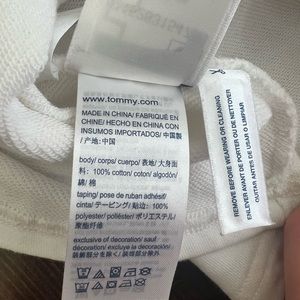 www.tommy.com
MADE IN CHINA/ FABRIQUÉ EN
CHINE/ HECHO EN CHINA CON
INSUMOS IMPORTADOS/ 中国製
/ 产地: 中国
body/ corps/ cuerpo/ 表地/ 大身面
料: 100% cotton/ coton/ algodón/
綿/ 棉
taping/ pose de ruban adhésif/
cinta/ テーピング/ 貼边: 100%
polyester/ poliéster/ ポリエステル/
聚酯纤维
exclusive of decoration/ sauf
décoration/ excluye la decoración/
装飾部分を除く/ 装饰部分除外
REMOVE BEFORE WEARING OR CLEANING
ENLEVER AVANT DE PORTER OU DE NETTOYER
QUITAR ANTES DE USAR O LIMPIAR